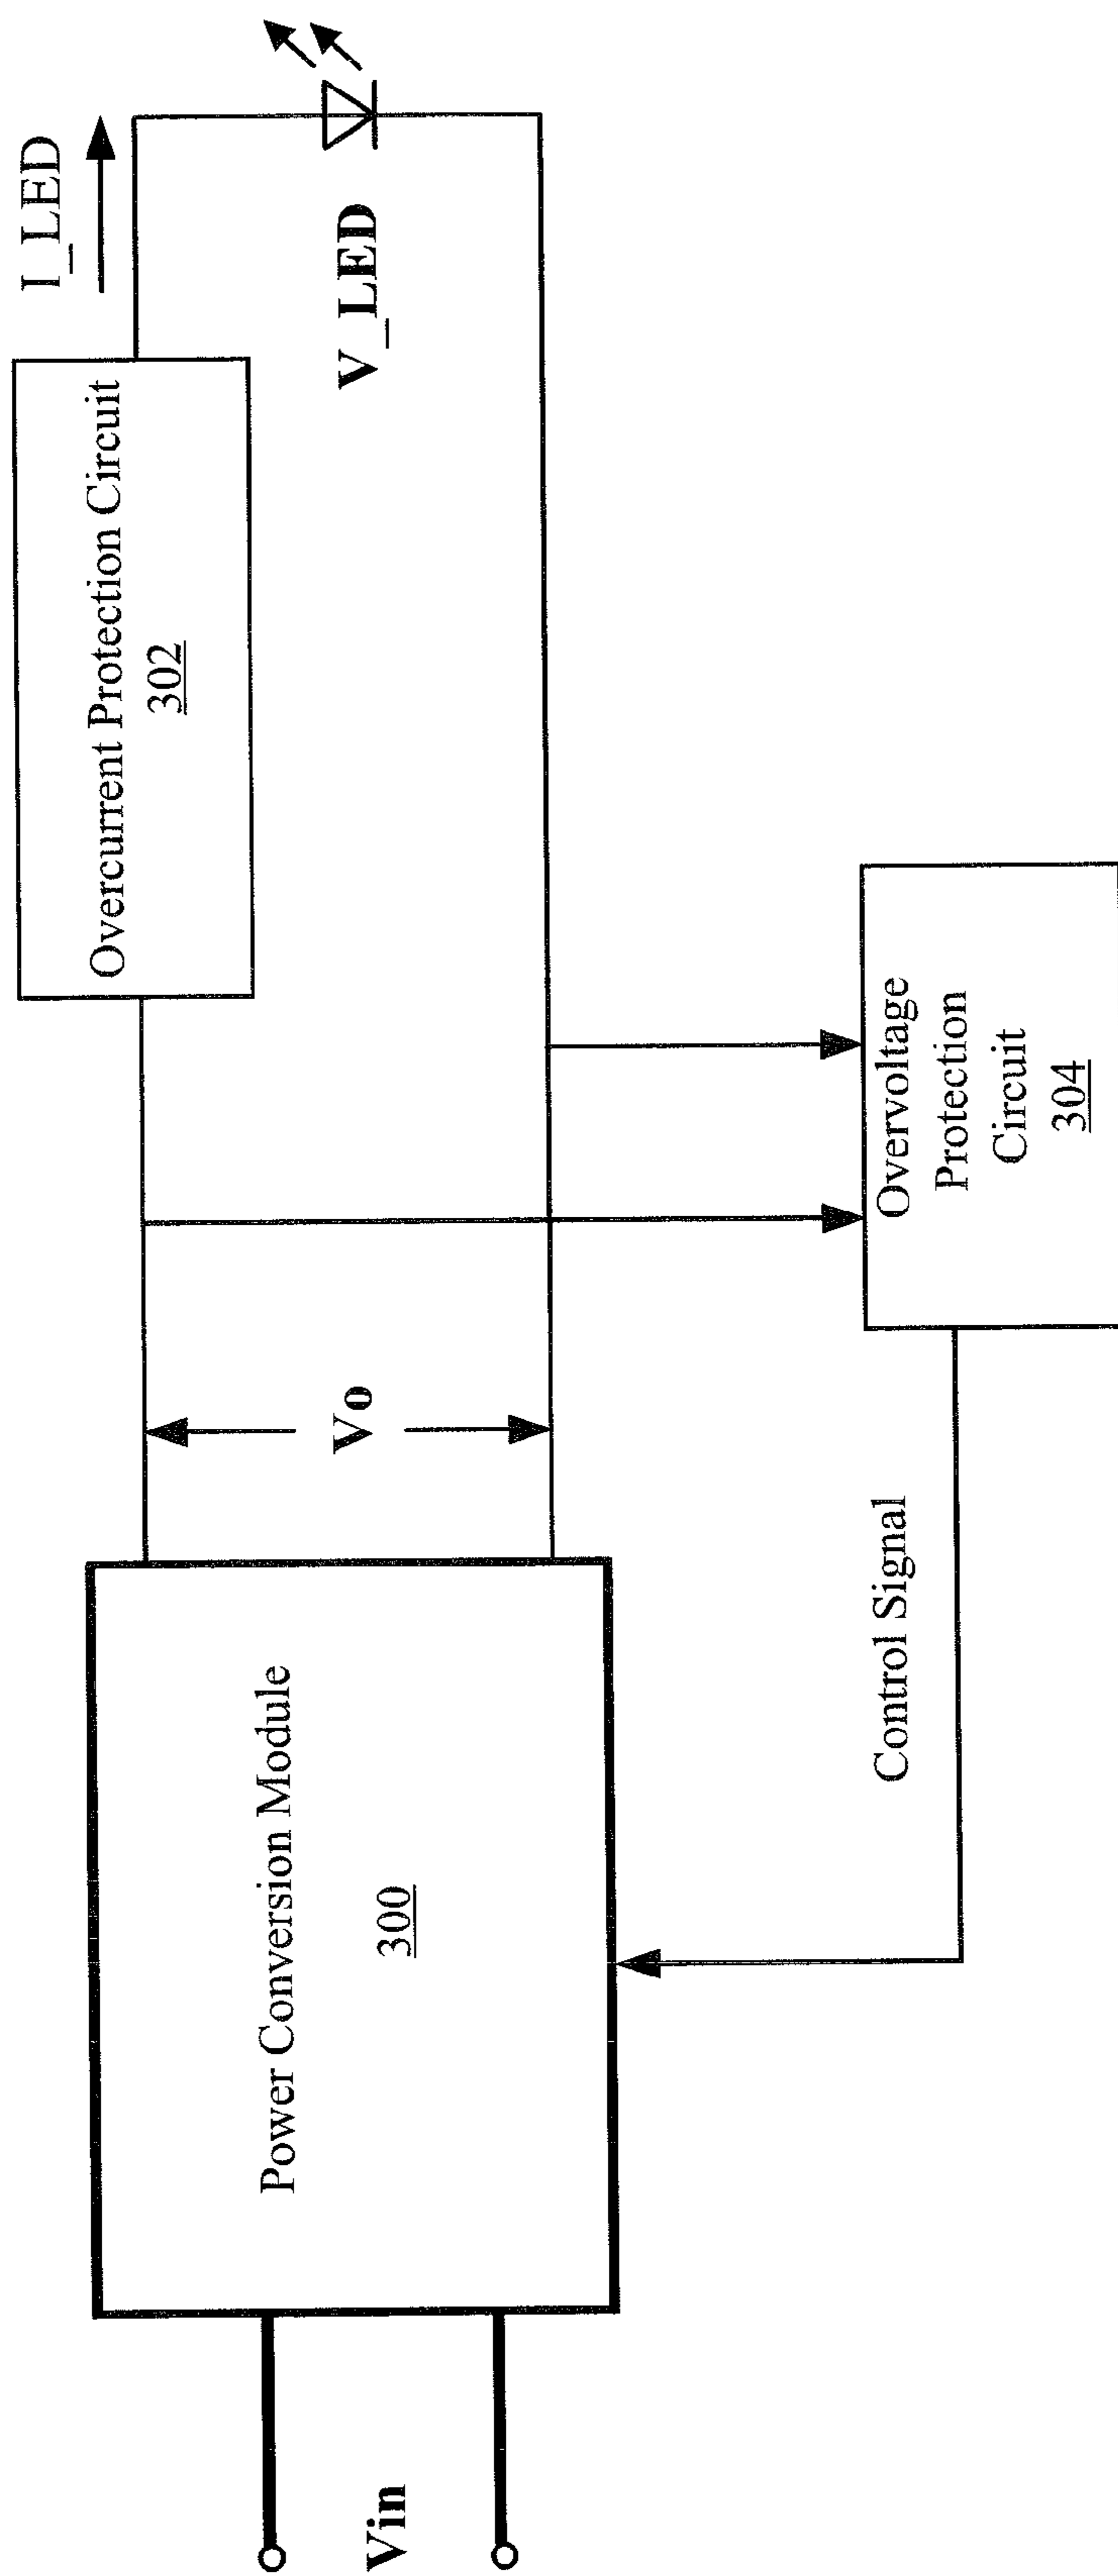 Vin
Power Conversion Module
300
Vo
Control Signal
Overcurrent Protection Circuit
302
Overvoltage
Protection
Circuit
304
I_LED
V_LED